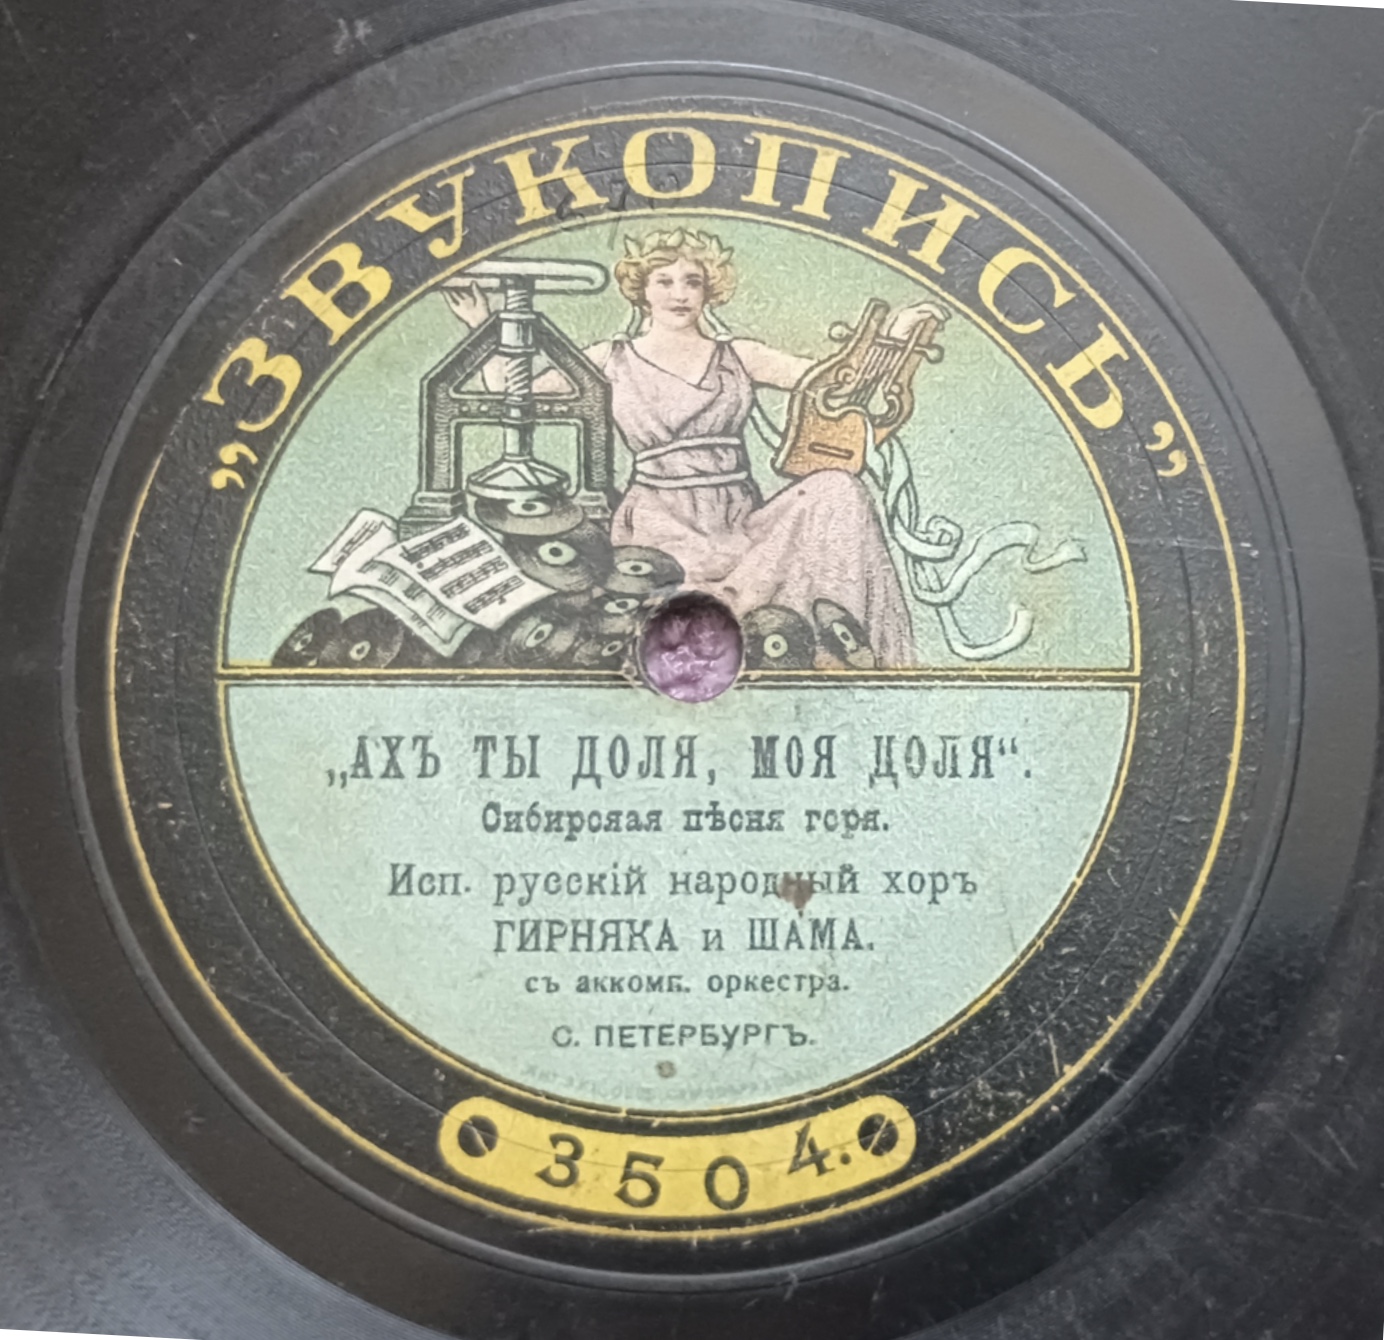 „ЗВУКОПИСЬ”
„АХЪ ТЫ ДОЛЯ, МОЯ ДОЛЯ“.
Сибирская пѣсня горя.
Исп. русскій народный хоръ
ГИРНЯКА и ШАМА.
съ аккомп. оркестра.
С. ПЕТЕРБУРГЪ.
3504.